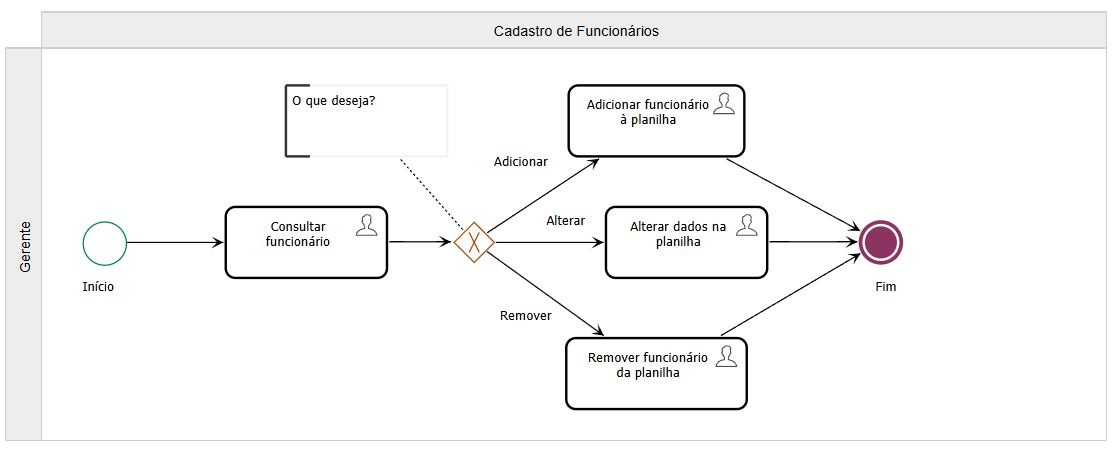 Cadastro de Funcionários
Gerente
O que deseja?
Adicionar funcionário
à planilha
Adicionar
Consultar
funcionário
Alterar
Alterar dados na
planilha
Início
Fim
Remover
Remover funcionário
da planilha